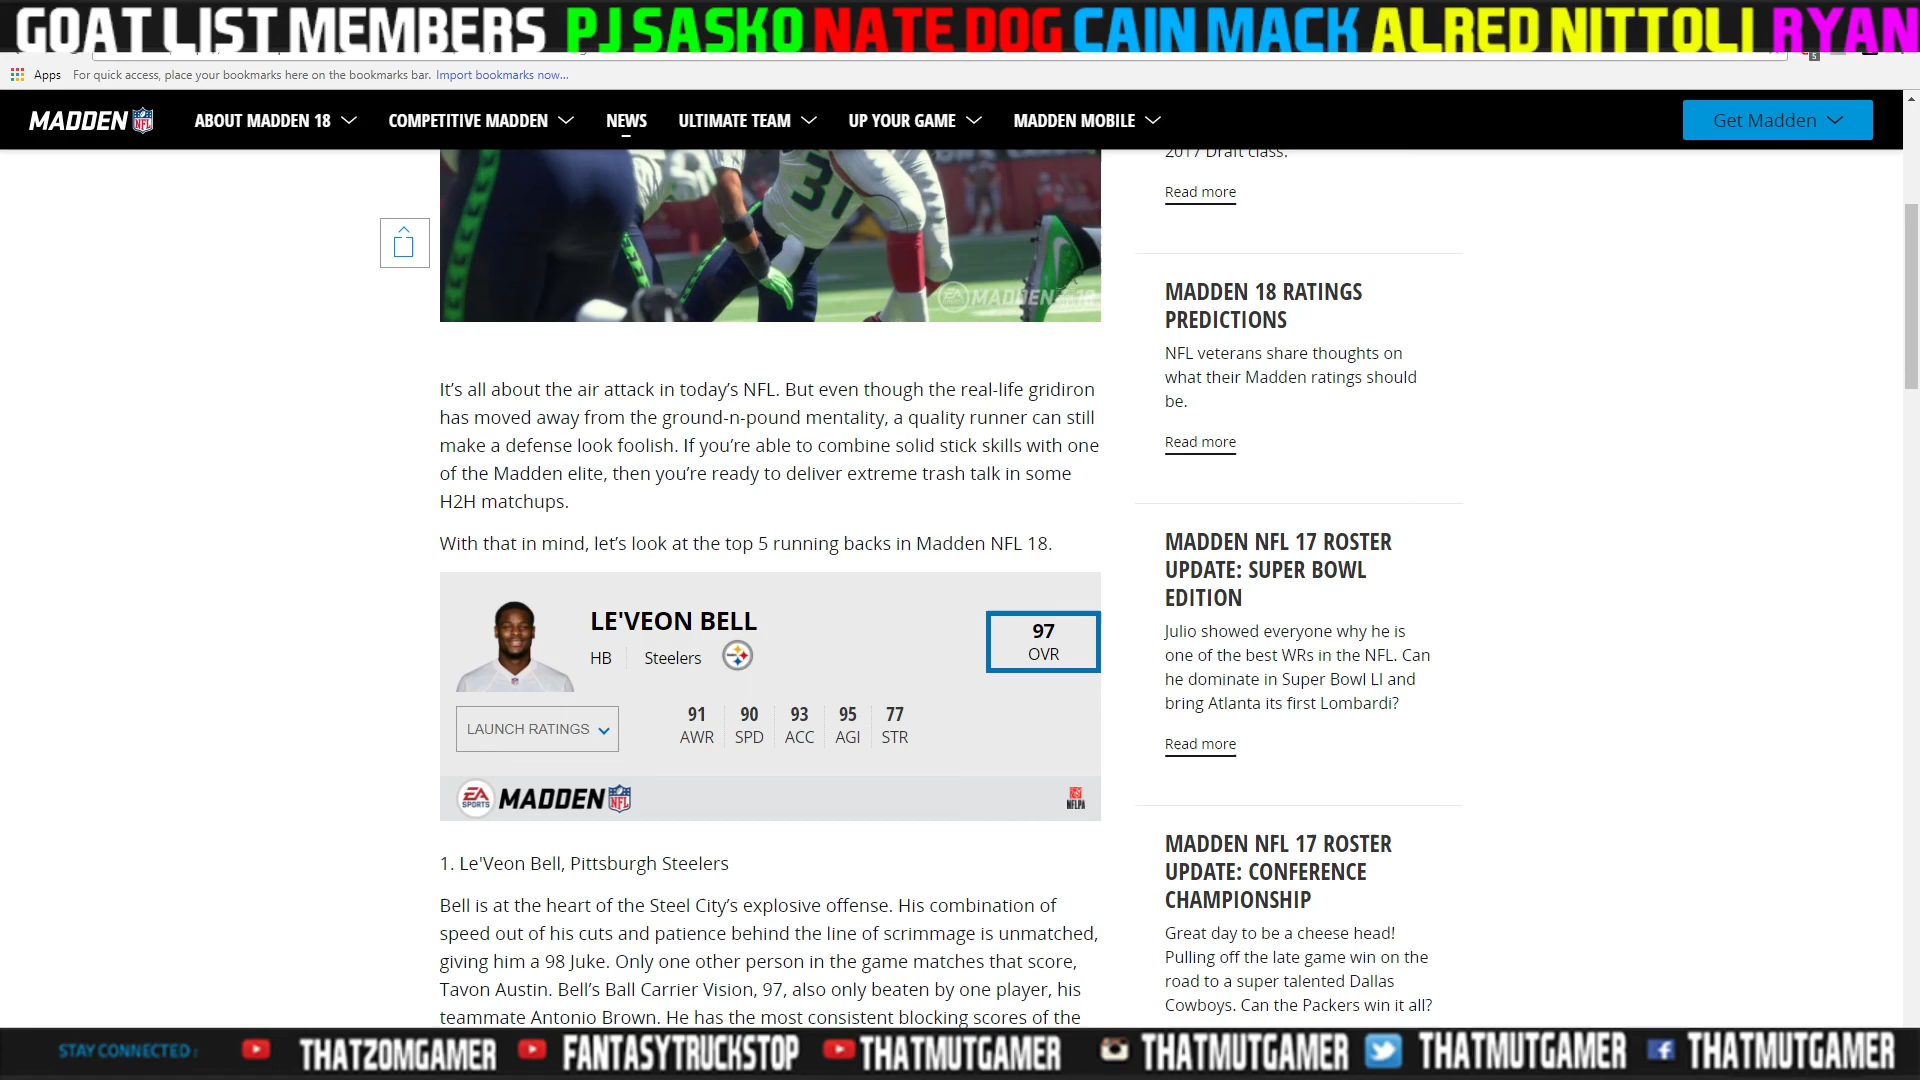 GOAT LIST MEMBERS PJ SASKO NATE DOG CAIN MACK ALRED NITTOLI RYAN
Apps For quick access, place your bookmarks here on the bookmarks bar. Import bookmarks now...
5
MADDEN NFL ABOUT MADDEN 18 COMPETITIVE MADDEN NEWS ULTIMATE TEAM UP YOUR GAME MADDEN MOBILE Get Madden
31
EA SPORTS MADDEN NFL 18
It’s all about the air attack in today’s NFL. But even though the real-life gridiron
has moved away from the ground-n-pound mentality, a quality runner can still
make a defense look foolish. If you’re able to combine solid stick skills with one
of the Madden elite, then you’re ready to deliver extreme trash talk in some
H2H matchups.
With that in mind, let’s look at the top 5 running backs in Madden NFL 18.
LE'VEON BELL
HB Steelers
97
OVR
LAUNCH RATINGS
91 90 93 95 77
AWR SPD ACC AGI STR
EA SPORTS MADDEN NFL
NFLPA
1. Le'Veon Bell, Pittsburgh Steelers
Bell is at the heart of the Steel City’s explosive offense. His combination of
speed out of his cuts and patience behind the line of scrimmage is unmatched,
giving him a 98 Juke. Only one other person in the game matches that score,
Tavon Austin. Bell’s Ball Carrier Vision, 97, also only beaten by one player, his
teammate Antonio Brown. He has the most consistent blocking scores of the
2017 Draft class.
Read more
MADDEN 18 RATINGS
PREDICTIONS
NFL veterans share thoughts on
what their Madden ratings should
be.
Read more
MADDEN NFL 17 ROSTER
UPDATE: SUPER BOWL
EDITION
Julio showed everyone why he is
one of the best WRs in the NFL. Can
he dominate in Super Bowl LI and
bring Atlanta its first Lombardi?
Read more
MADDEN NFL 17 ROSTER
UPDATE: CONFERENCE
CHAMPIONSHIP
Great day to be a cheese head!
Pulling off the late game win on the
road to a super talented Dallas
Cowboys. Can the Packers win it all?
STAY CONNECTED: THATZOMGAMER FANTASYTRUCKSTOP THATMUTGAMER THATMUTGAMER THATMUTGAMER THATMUTGAMER